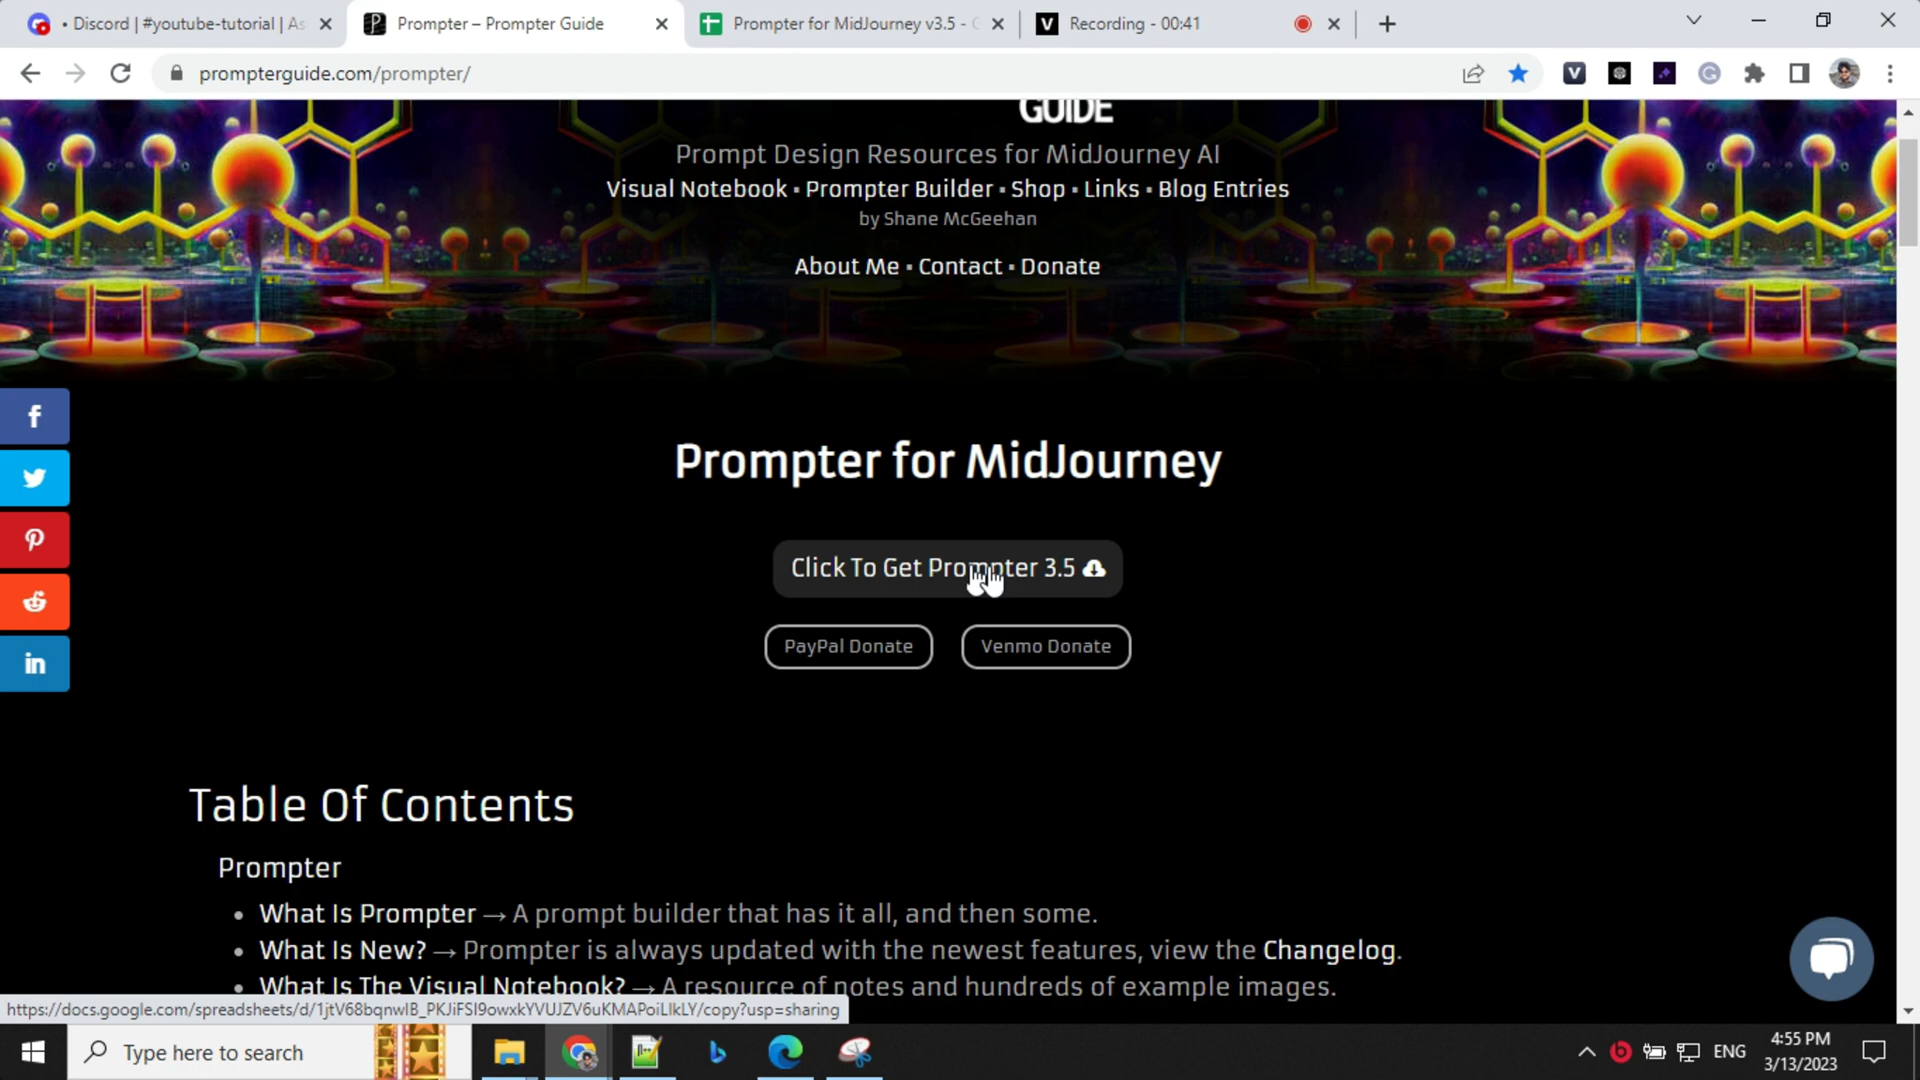 • Discord | #youtube-tutorial | As
Prompter – Prompter Guide
Prompter for MidJourney v3.5 -
Recording - 00:41
prompterguide.com/prompter/
GUIDE
Prompt Design Resources for MidJourney AI
Visual Notebook • Prompter Builder • Shop • Links • Blog Entries
by Shane McGeehan
About Me • Contact • Donate
Prompter for MidJourney
Click To Get Prompter 3.5
PayPal Donate
Venmo Donate
Table Of Contents
Prompter
• What Is Prompter → A prompt builder that has it all, and then some.
• What Is New? → Prompter is always updated with the newest features, view the Changelog.
• What Is The Visual Notebook? → A resource of notes and hundreds of example images.
https://docs.google.com/spreadsheets/d/1jtV68bqnwIB_PKJiFSI9owxkYVUJZV6uKMAPoiLIkLY/copy?usp=sharing
Type here to search
ENG
4:55 PM
3/13/2023